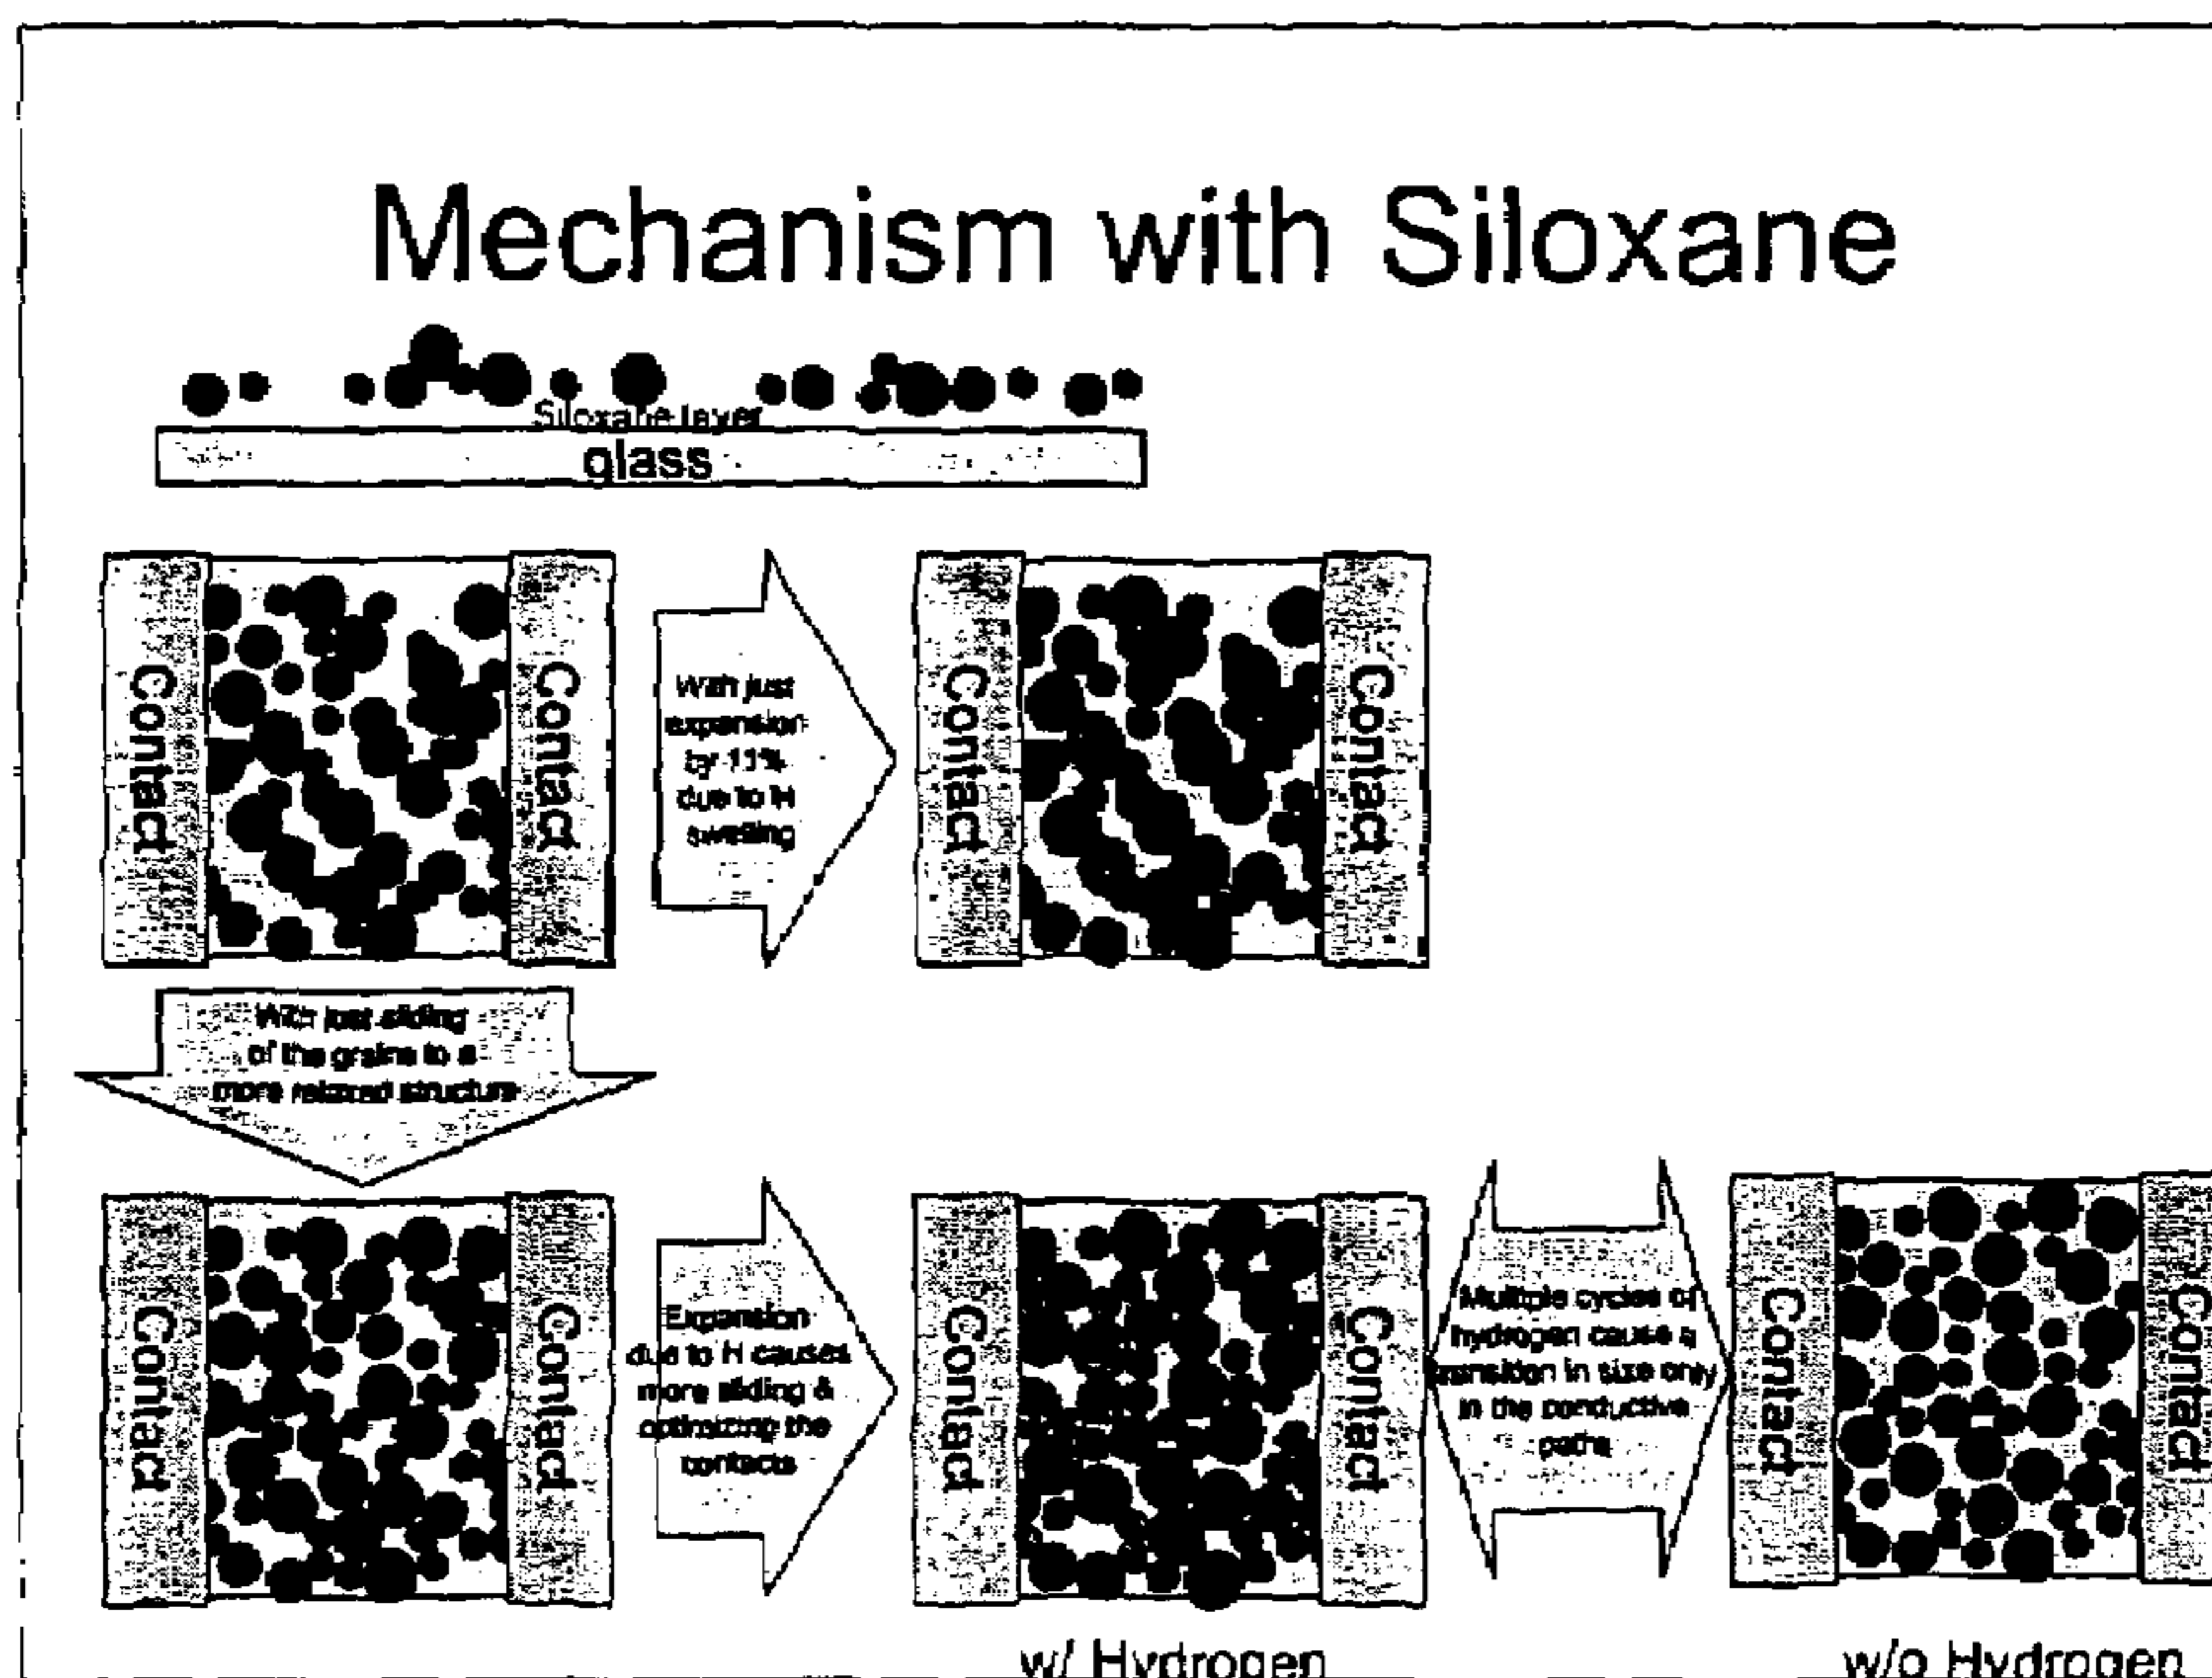 Mechanism with Siloxane
Siloxane layer
glass
Contact
Contact
With just
expansion
by 11%
due to H
swelling
Contact
Contact
With just sliding
of the grains to a
more relaxed structure
Contact
Contact
Expansion
due to H causes
more sliding &
optimizing the
contacts
Contact
Contact
Multiple cycles of
hydrogen cause a
transition in size only
in the conductive
paths
Contact
Contact
w/ Hydrogen
w/o Hydrogen